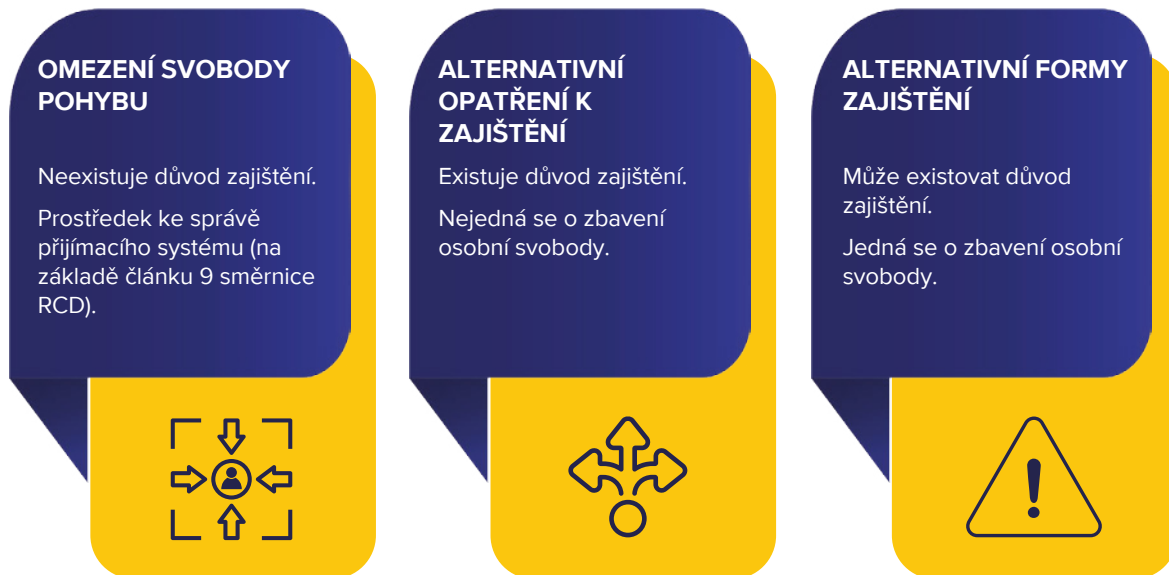 OMEZENÍ SVOBODY
POHYBU
Neexistuje důvod zajištění.
Prostředek ke správě
přijímacího systému (na
základě článku 9 směrnice
RCD).
ALTERNATIVNÍ
OPATŘENÍ K
ZAJIŠTĚNÍ
Existuje důvod zajištění.
Nejedná se o zbavení
osobní svobody.
ALTERNATIVNÍ FORMY
ZAJIŠTĚNÍ
Může existovat důvod
zajištění.
Jedná se o zbavení osobní
svobody.